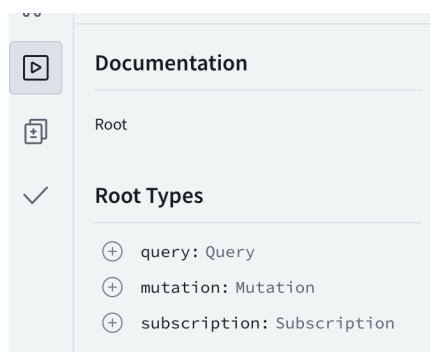 Documentation
Root
Root Types
query: Query
mutation: Mutation
subscription: Subscription